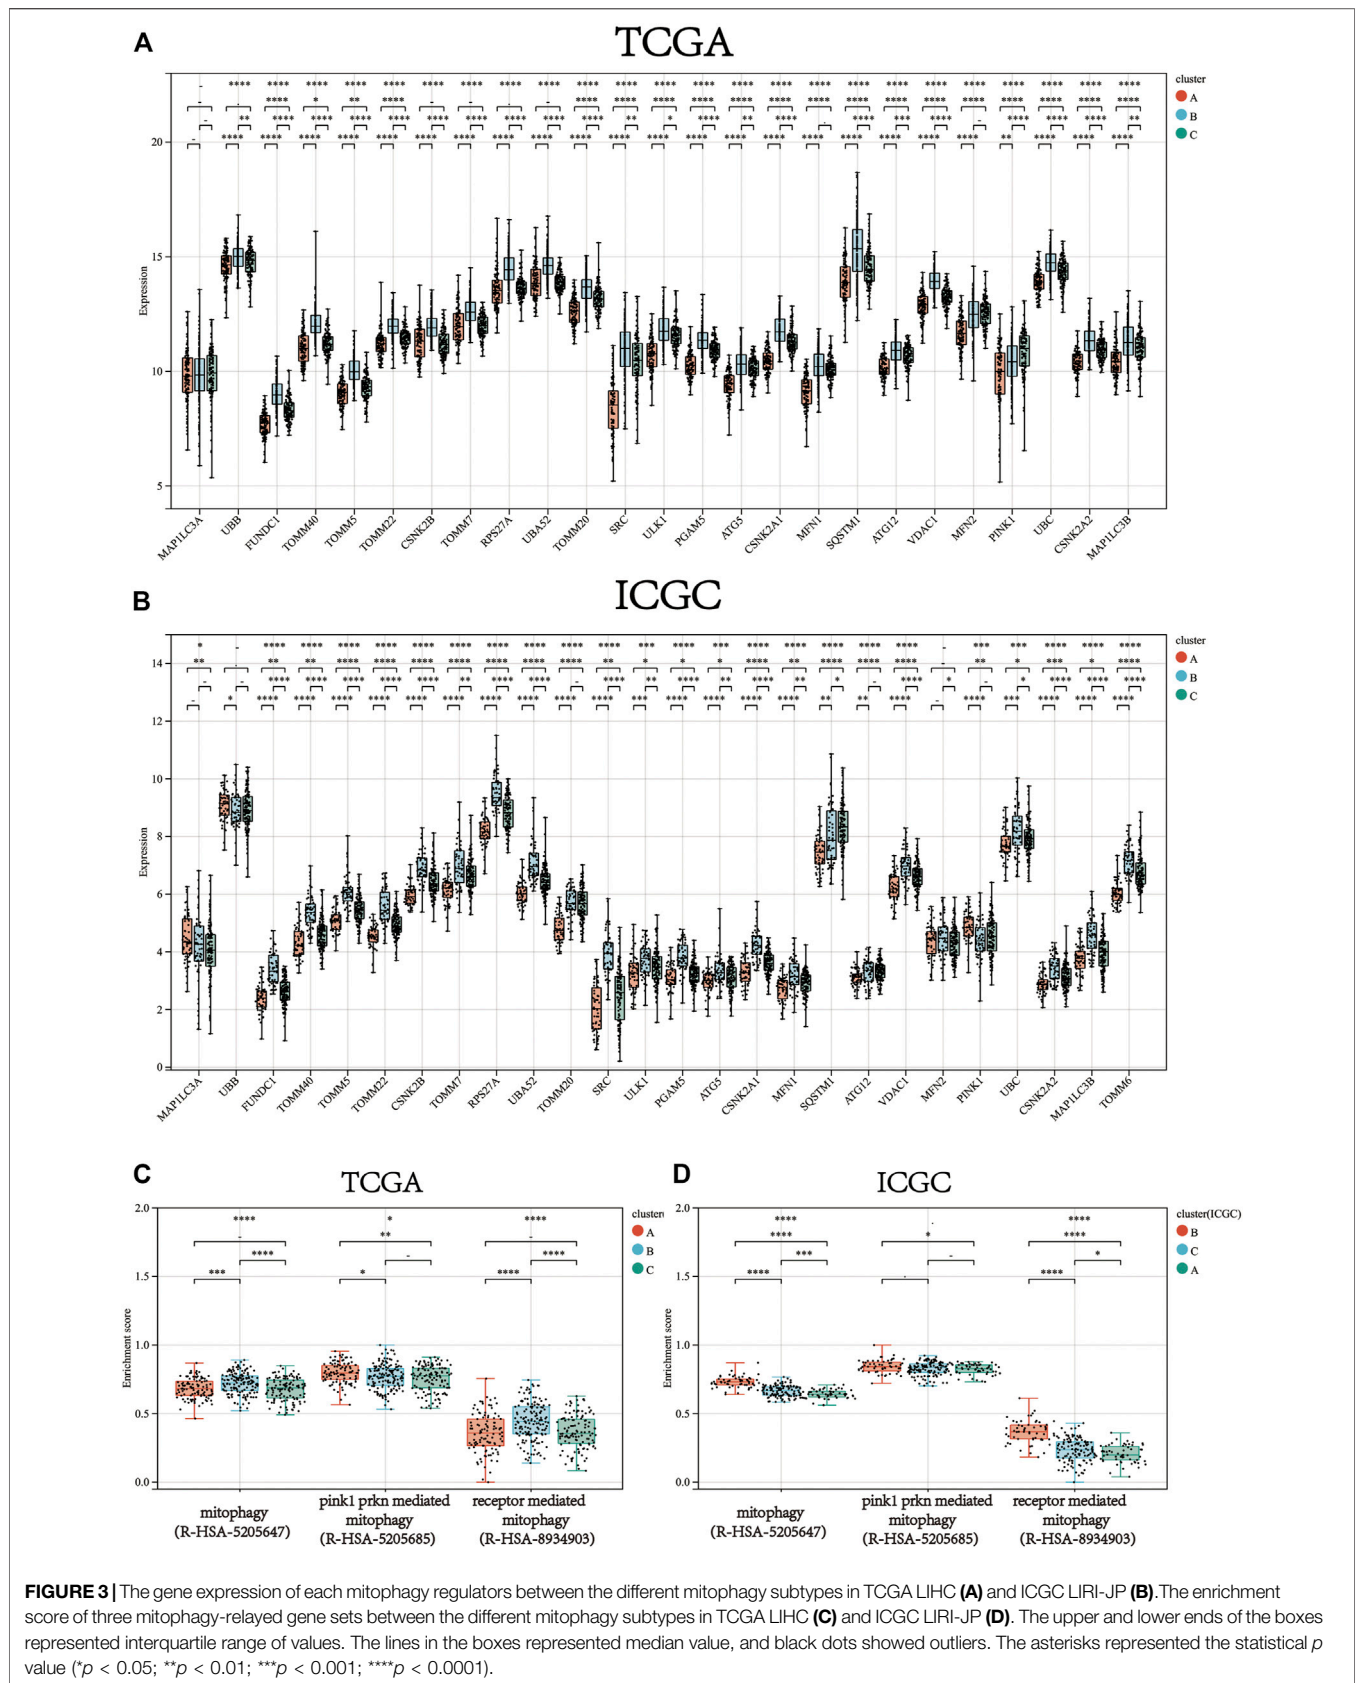 A
TCGA
cluster
A
B
C
Expression
20
15
10
5
MAP1LC3A
UBB
FUNDC1
TOMM40
TOMM5
TOMM22
CSNK2B
TOMM7
RPS27A
UBA52
TOMM20
SRC
ULK1
PGAM5
ATG5
CSNK2A1
MFN1
SQSTM1
ATG12
VDAC1
MFN2
PINK1
UBC
CSNK2A2
MAP1LC3B
B
ICGC
cluster
A
B
C
Expression
14
12
10
8
6
4
2
0
MAP1LC3A
UBB
FUNDC1
TOMM40
TOMM5
TOMM22
CSNK2B
TOMM7
RPS27A
UBA52
TOMM20
SRC
ULK1
PGAM5
ATG5
CSNK2A1
MFN1
SQSTM1
ATG12
VDAC1
MFN2
PINK1
UBC
CSNK2A2
MAP1LC3B
TOMM6
C
TCGA
cluster
A
B
C
Enrichment score
2.0
1.5
1.0
0.5
0.0
**** * ****
- ** -
**** - ****
*** * ****
mitophagy
(R-HSA-5205647)
pink1 prkn mediated
mitophagy
(R-HSA-5205685)
receptor mediated
mitophagy
(R-HSA-8934903)
D
ICGC
cluster(ICGC)
B
C
A
Enrichment score
2.0
1.5
1.0
0.5
0.0
**** . ****
**** * ****
*** - *
**** . ****
mitophagy
(R-HSA-5205647)
pink1 prkn mediated
mitophagy
(R-HSA-5205685)
receptor mediated
mitophagy
(R-HSA-8934903)
FIGURE 3 | The gene expression of each mitophagy regulators between the different mitophagy subtypes in TCGA LIHC (A) and ICGC LIRI-JP (B).The enrichment
score of three mitophagy-relayed gene sets between the different mitophagy subtypes in TCGA LIHC (C) and ICGC LIRI-JP (D). The upper and lower ends of the boxes
represented interquartile range of values. The lines in the boxes represented median value, and black dots showed outliers. The asterisks represented the statistical p
value (*p < 0.05; **p < 0.01; ***p < 0.001; ****p < 0.0001).